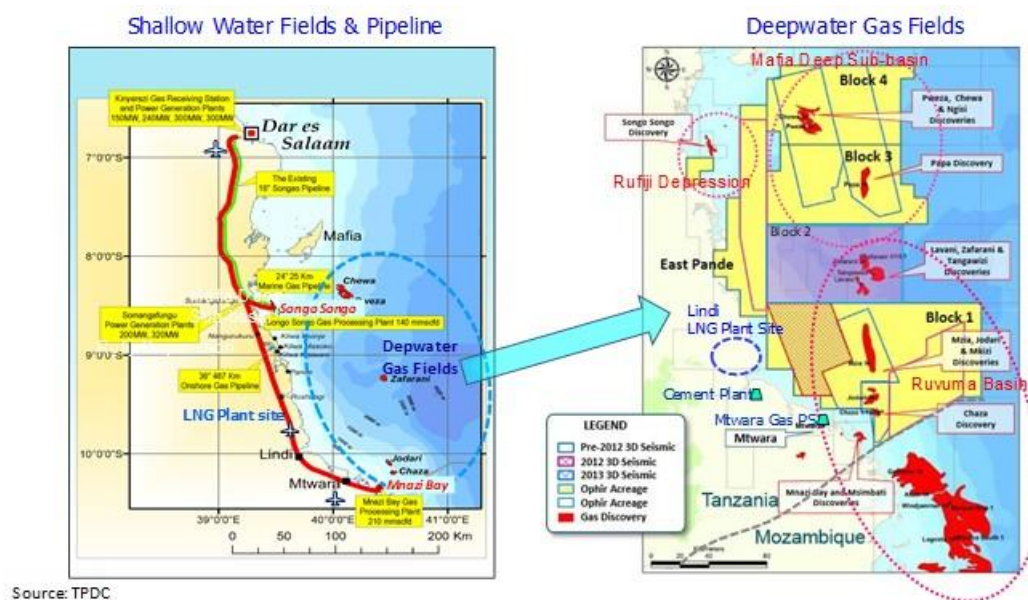 Shallow Water Fields & Pipeline
Deepwater Gas Fields
Kinyerazi Gas Receiving Station
and Power Generation Plants
150MW, 240MW, 300MW, 300MW
Dar es
Salaam
7°0'0"S
The Existing
16" Songas Pipeline
Mafia
8°0'0"S
24" 25 Km
Marine Gas Pipeline
Chewa
Songo Songo
Somangafungu
Power Generation Plants
200MW, 320MW
Songo Songo Gas Processing Plant 140 mmscfd
9°0'0"S
Depwater
Gas Fields
Zafarani
36" 487 Km
Onshore Gas Pipeline
LNG Plant site
Lindi
10°0'0"S
Jodari
Chaza
Mtwara
Mnazi Bay
Mnazi Bay Gas
Processing Plant
210 mmscfd
39°0'0"E
40°0'0"E
41°0'0"E
0 50 100 200 Km
Mafia Deep Sub-basin
Block 4
Pweza, Chewa
& Ngisi
Discoveries
Songo Songo
Discovery
Block 3
Papa Discovery
Rufiji Depression
Block 2
Lavani, Zafarani &
Tangawizi
Discoveries
East Pande
Lindi
LNG Plant Site
Block 1
Mzia, Jodari
& Mkizi
Discoveries
Ruvuma Basin
Cement Plant
Chaza
Discovery
Mtwara Gas PS
Mtwara
LEGEND
Pre-2012 3D Seismic
2012 3D Seismic
2013 3D Seismic
Ophir Acreage
Ophir Acreage
Gas Discovery
Mnazi Bay and Msimbati
Discoveries
Tanzania
Mozambique
Source: TPDC